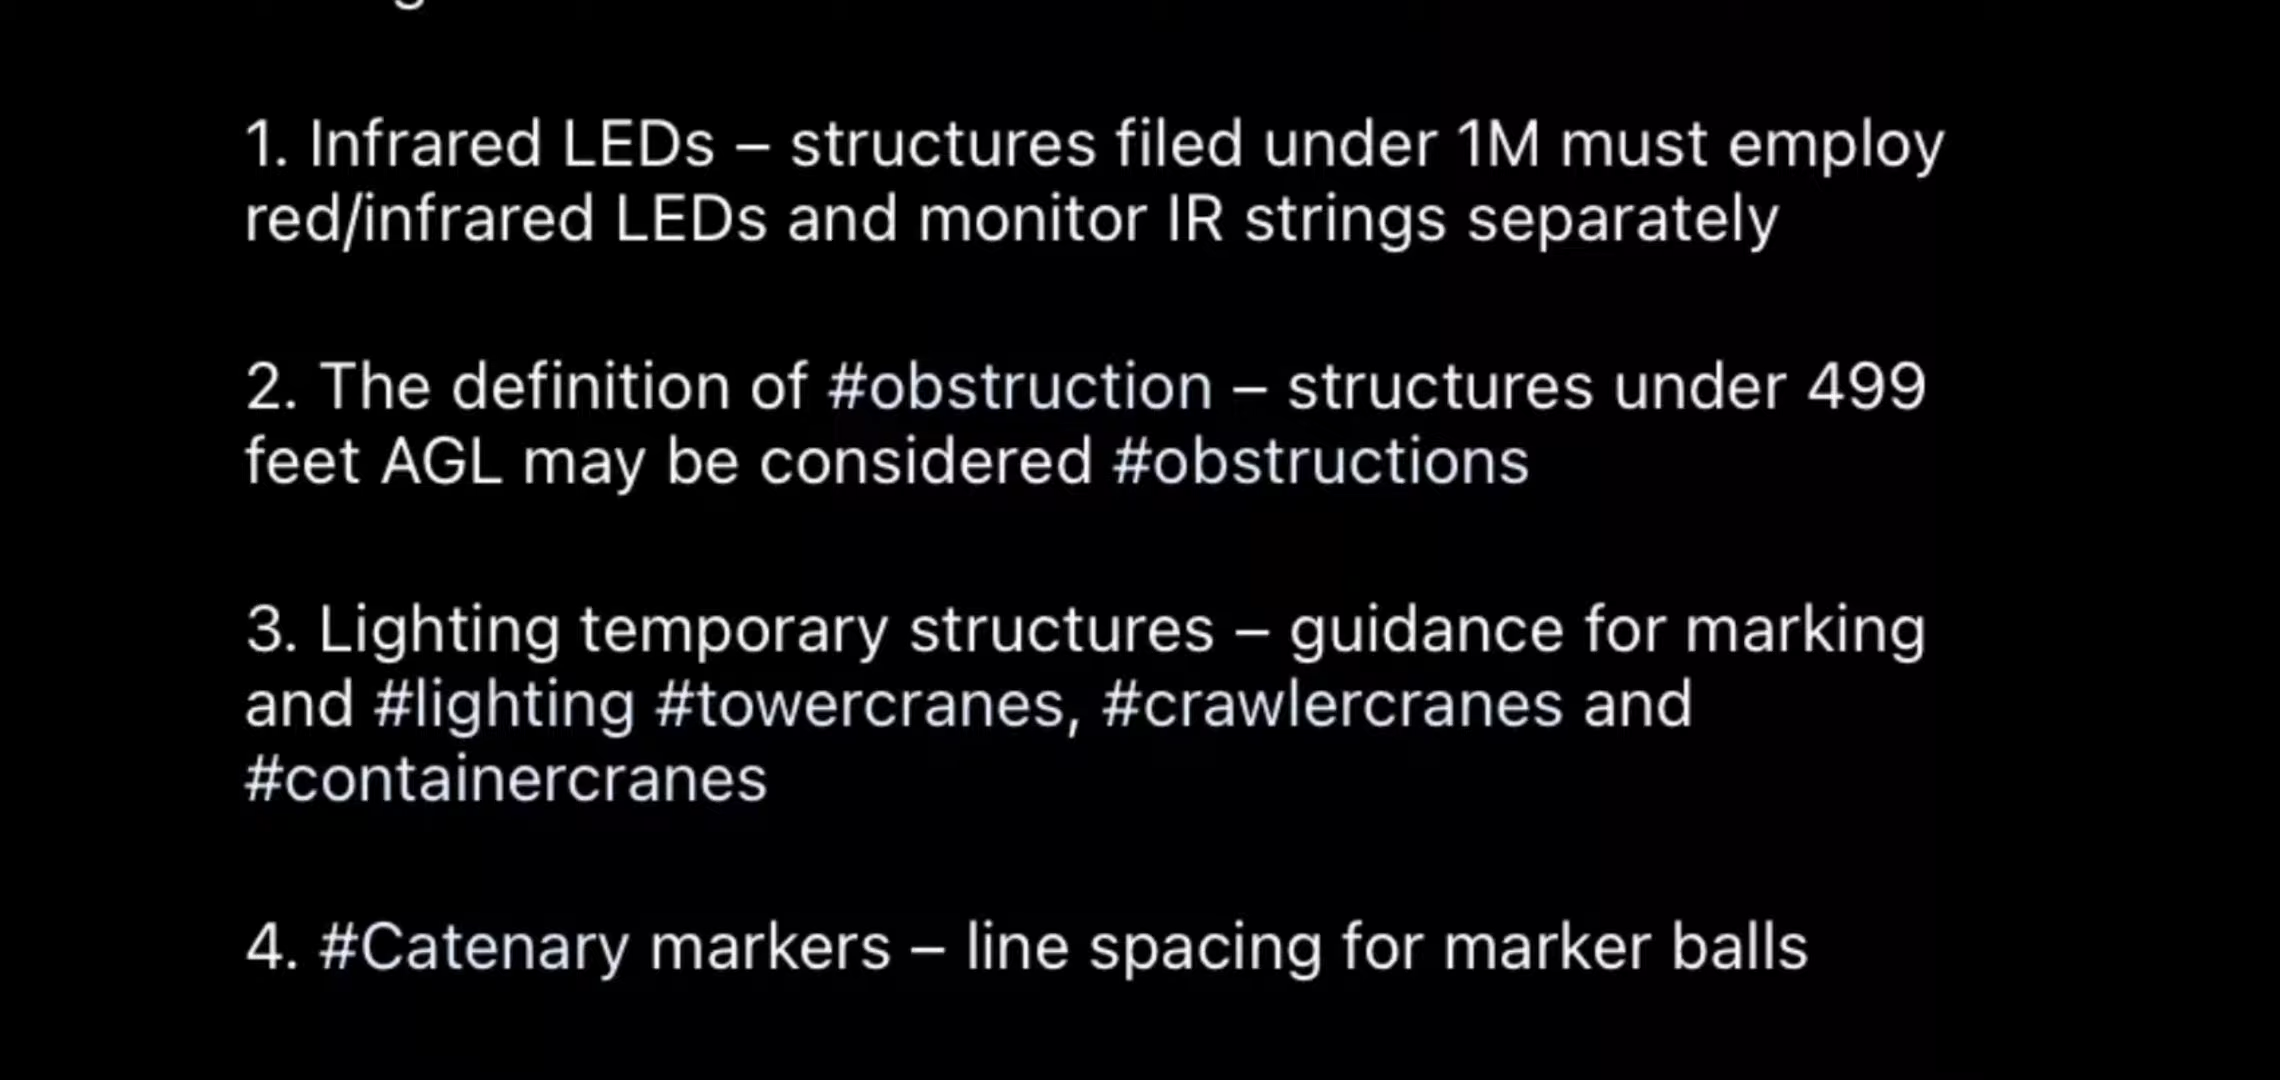 1. Infrared LEDs – structures filed under 1M must employ
red/infrared LEDs and monitor IR strings separately
2. The definition of #obstruction – structures under 499
feet AGL may be considered #obstructions
3. Lighting temporary structures – guidance for marking
and #lighting #towercranes, #crawlercranes and
#containercranes
4. #Catenary markers – line spacing for marker balls